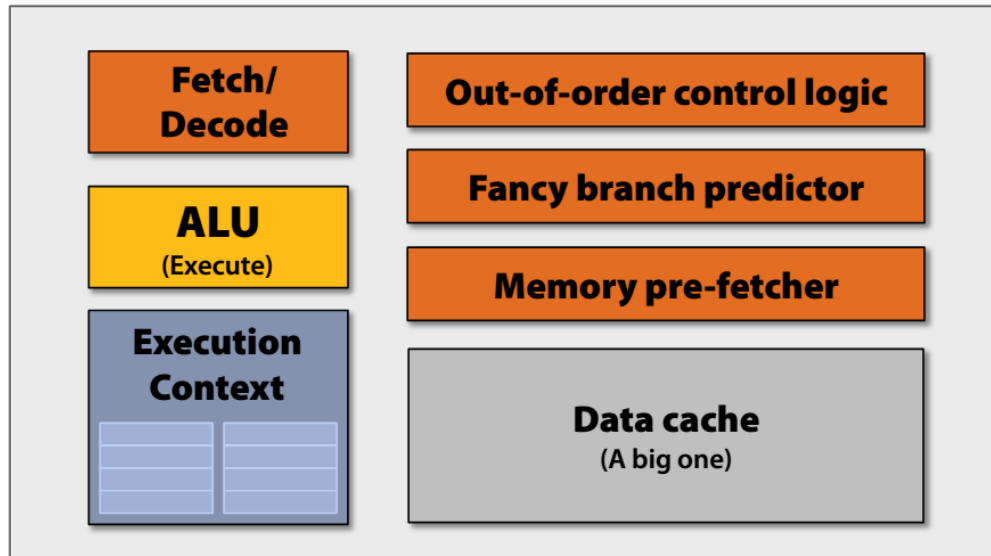 Fetch/
Decode
ALU
(Execute)
Execution
Context
Out-of-order control logic
Fancy branch predictor
Memory pre-fetcher
Data cache
(A big one)